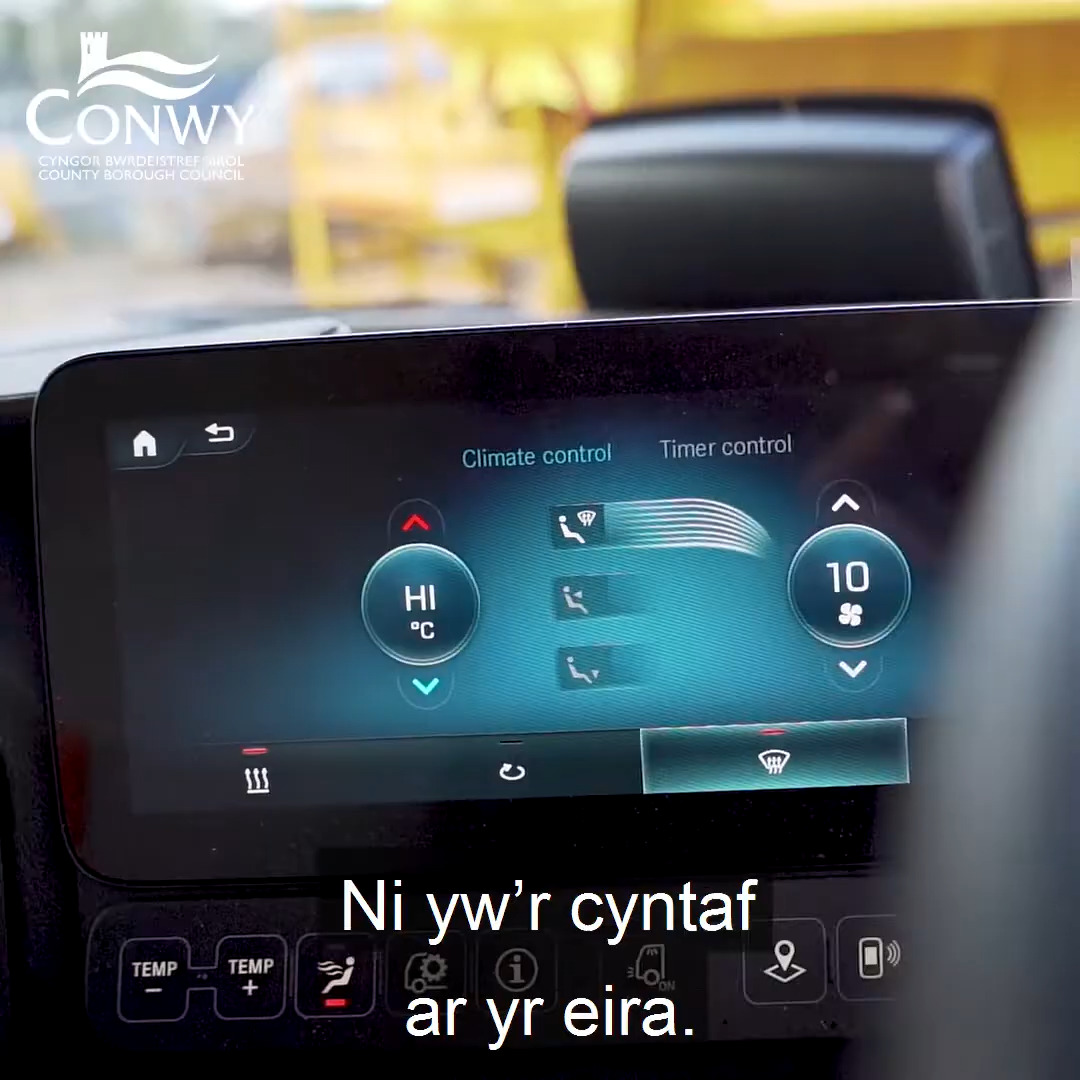 CONWY
CYNGOR BWRDEISTREF SIROL
COUNTY BOROUGH COUNCIL
Climate control
Timer control
HI
°C
10
Ni yw’r cyntaf
ar yr eira.
TEMP
–
TEMP
+
ON